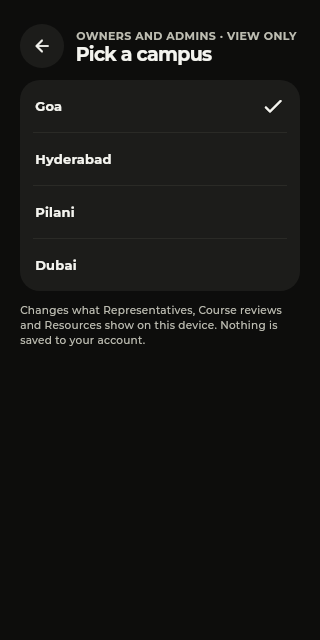 OWNERS AND ADMINS · VIEW ONLY
Pick a campus
Goa
Hyderabad
Pilani
Dubai
Changes what Representatives, Course reviews
and Resources show on this device. Nothing is
saved to your account.